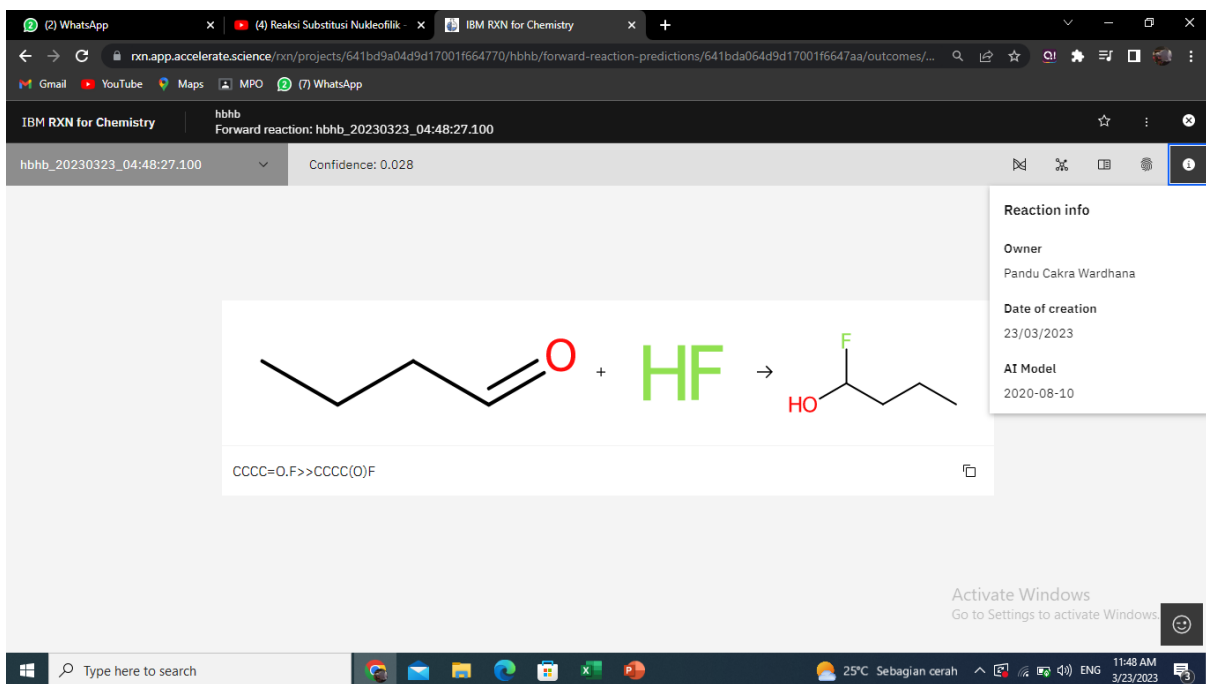 (2) WhatsApp
(4) Reaksi Substitusi Nukleofilik -
IBM RXN for Chemistry
rxn.app.accelerate.science/rxn/projects/641bd9a04d9d17001f664770/hbhb/forward-reaction-predictions/641bda064d9d17001f6647aa/outcomes/...
Gmail YouTube Maps MPO (7) WhatsApp
IBM RXN for Chemistry
hbhb
Forward reaction: hbhb_20230323_04:48:27.100
hbhb_20230323_04:48:27.100
Confidence: 0.028
Reaction info
Owner
Pandu Cakra Wardhana
Date of creation
23/03/2023
AI Model
2020-08-10
O + HF → F HO
CCCC=O.F>>CCCC(O)F
Activate Windows
Go to Settings to activate Windows.
Type here to search
25°C Sebagian cerah
ENG
11:48 AM
3/23/2023
3